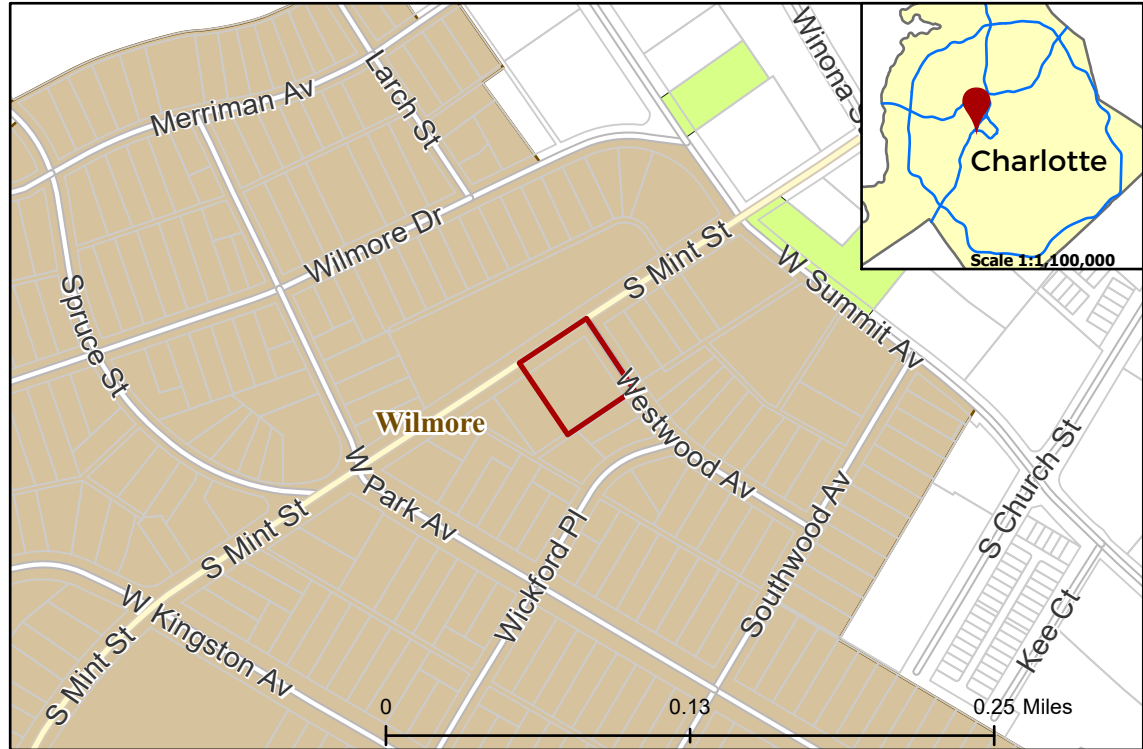 Winona S
Larch St
Merriman Av
Charlotte
Scale 1:1,100,000
Wilmore Dr
S Mint St
W Summit Av
Spruce St
Westwood Av
Wilmore
W Park Av
S Church St
S Mint St
Wickford Pl
Southwood Av
W Kingston Av
Kee Ct
S Mint St
0
0.13
0.25 Miles